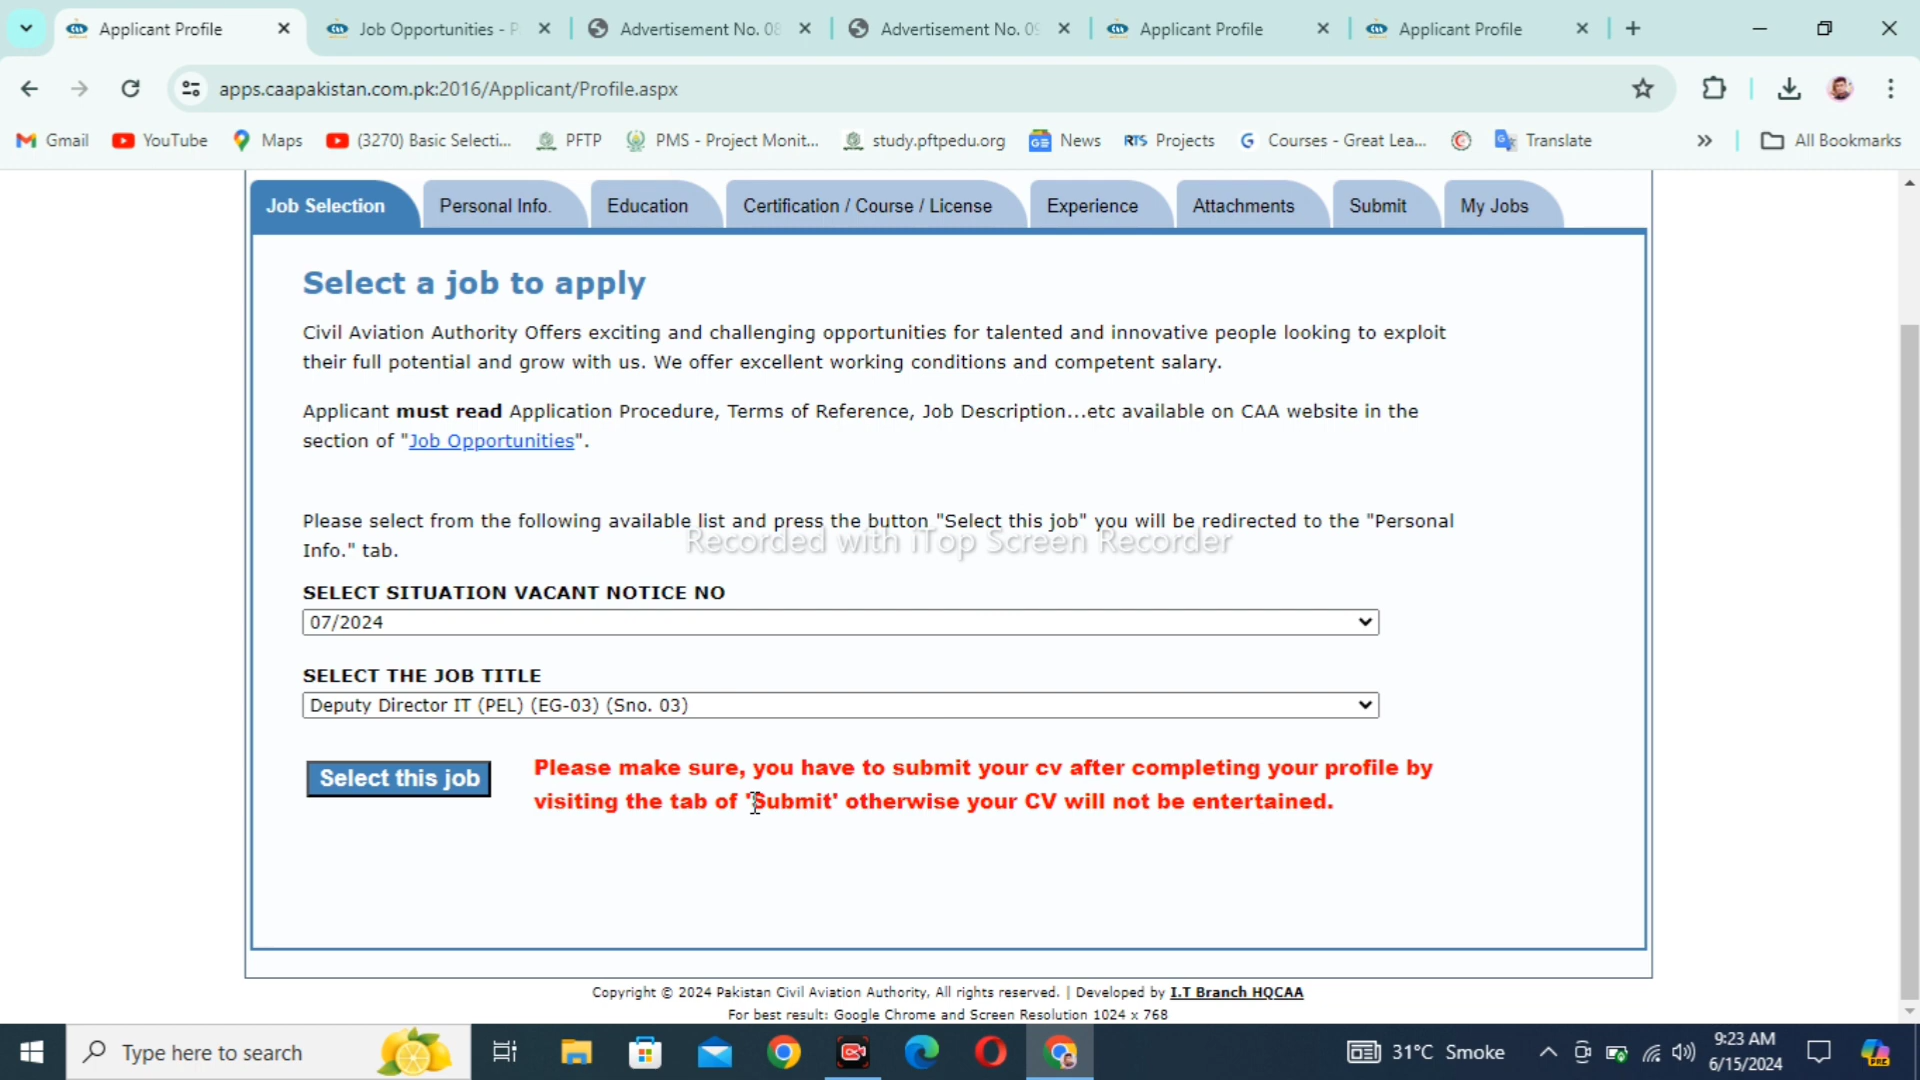 Applicant Profile
Job Opportunities - P
Advertisement No. 08
Advertisement No. 09
Applicant Profile
Applicant Profile
apps.caapakistan.com.pk:2016/Applicant/Profile.aspx
Gmail
YouTube
Maps
(3270) Basic Selecti...
PFTP
PMS - Project Monit...
study.pftpedu.org
GE
News
RTS
Projects
Courses - Great Lea...
Translate
All Bookmarks
Job Selection
Personal Info.
Education
Certification / Course / License
Experience
Attachments
Submit
My Jobs
Select a job to apply
Civil Aviation Authority Offers exciting and challenging opportunities for talented and innovative people looking to exploit
their full potential and grow with us. We offer excellent working conditions and competent salary.
Applicant must read Application Procedure, Terms of Reference, Job Description...etc available on CAA website in the
section of "Job Opportunities".
Please select from the following available list and press the button "Select this job" you will be redirected to the "Personal
Info." tab.
Recorded with iTop Screen Recorder
SELECT SITUATION VACANT NOTICE NO
07/2024
SELECT THE JOB TITLE
Deputy Director IT (PEL) (EG-03) (Sno. 03)
Select this job
Please make sure, you have to submit your cv after completing your profile by
visiting the tab of 'Submit' otherwise your CV will not be entertained.
Copyright © 2024 Pakistan Civil Aviation Authority, All rights reserved. | Developed by I.T Branch HQCAA
For best result: Google Chrome and Screen Resolution 1024 x 768
Type here to search
31°C Smoke
9:23 AM
6/15/2024
PRE